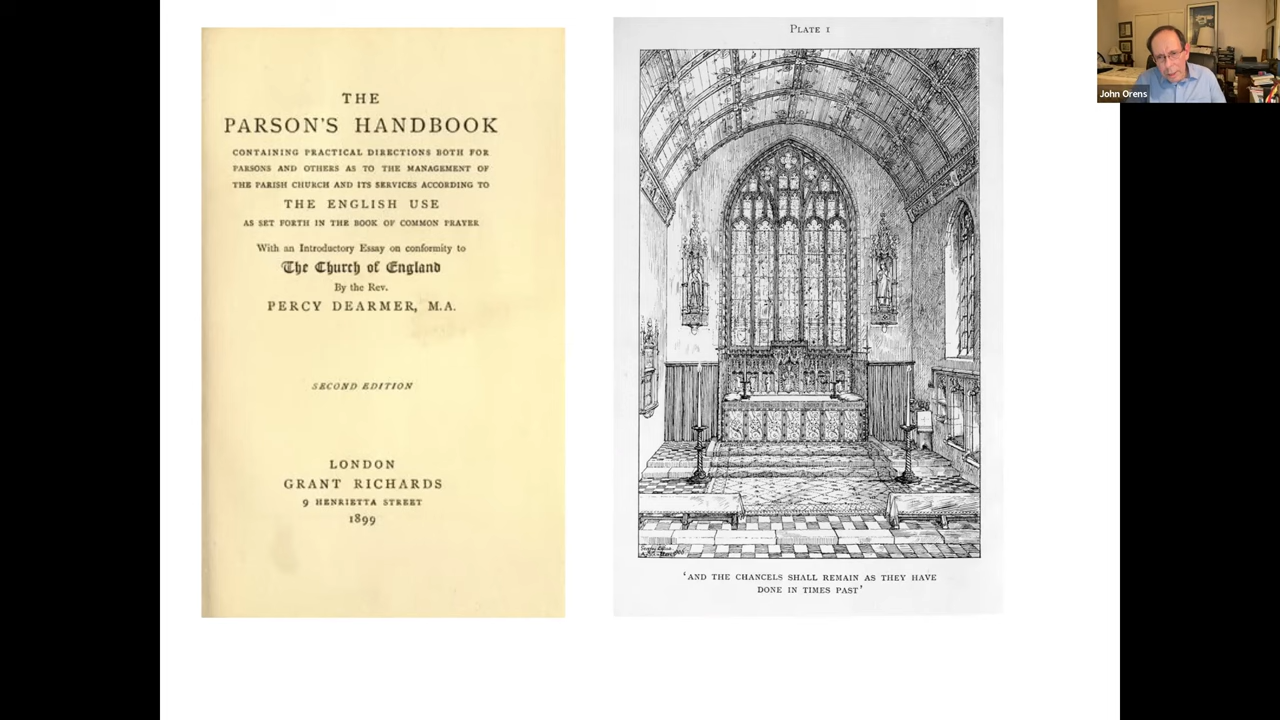 THE
PARSON'S HANDBOOK
CONTAINING PRACTICAL DIRECTIONS BOTH FOR
PARSONS AND OTHERS AS TO THE MANAGEMENT OF
THE PARISH CHURCH AND ITS SERVICES ACCORDING TO
THE ENGLISH USE
AS SET FORTH IN THE BOOK OF COMMON PRAYER
With an Introductory Essay on conformity to
The Church of England
By the Rev.
PERCY DEARMER, M.A.
SECOND EDITION
LONDON
GRANT RICHARDS
9 HENRIETTA STREET
1899
PLATE I
'AND THE CHANCELS SHALL REMAIN AS THEY HAVE
DONE IN TIMES PAST'
John Orens